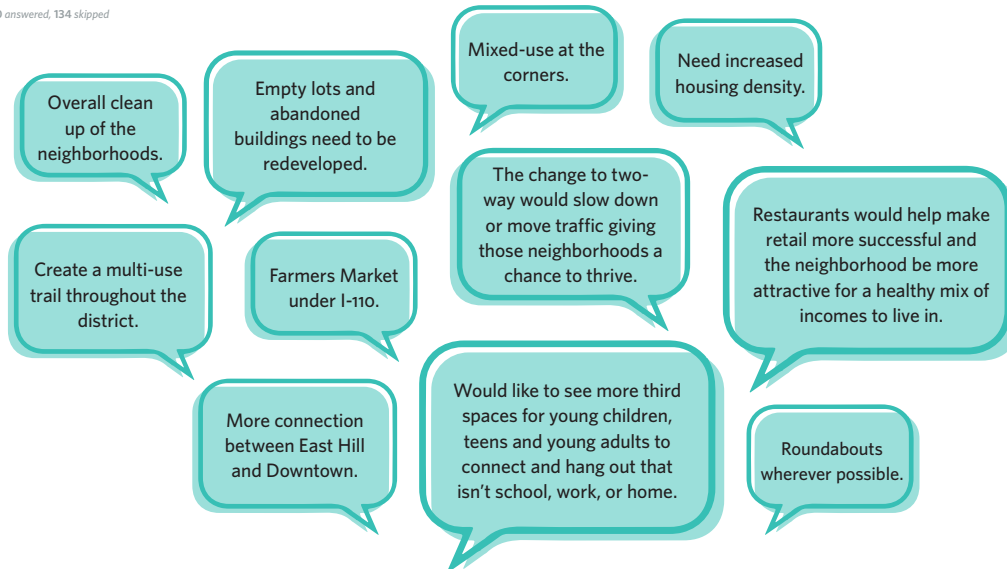 0 answered, 134 skipped
Overall clean
up of the
neighborhoods.
Empty lots and
abandoned
buildings need to be
redeveloped.
Mixed-use at the
corners.
Need increased
housing density.
The change to two-
way would slow down
or move traffic giving
those neighborhoods a
chance to thrive.
Restaurants would help make
retail more successful and
the neighborhood be more
attractive for a healthy mix of
incomes to live in.
Create a multi-use
trail throughout the
district.
Farmers Market
under I-110.
More connection
between East Hill
and Downtown.
Would like to see more third
spaces for young children,
teens and young adults to
connect and hang out that
isn't school, work, or home.
Roundabouts
wherever possible.